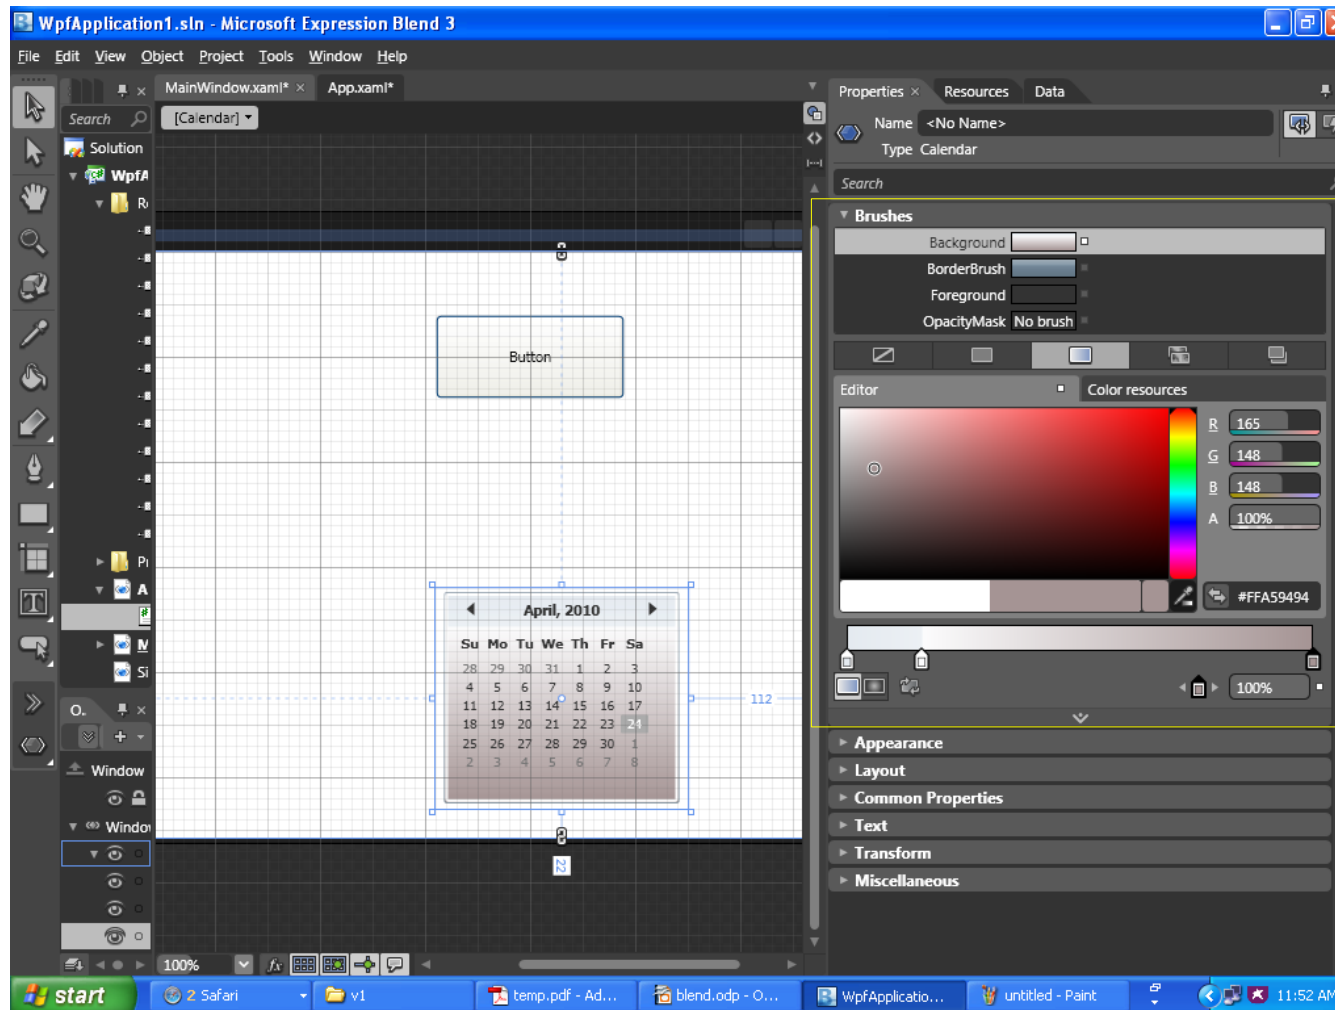 WpfApplication1.sln - Microsoft Expression Blend 3
File Edit View Object Project Tools Window Help
MainWindow.xaml* × App.xaml*
Properties × Resources Data
Search
[Calendar]
Name <No Name>
Type Calendar
Solution
WpfA
Search
Brushes
Background
BorderBrush
Foreground
OpacityMask No brush
Button
Editor
Color resources
R 165
G 148
B 148
A 100%
#FFA59494
April, 2010
Su Mo Tu We Th Fr Sa
28 29 30 31 1 2 3
4 5 6 7 8 9 10
11 12 13 14 15 16 17
18 19 20 21 22 23 24
25 26 27 28 29 30 1
2 3 4 5 6 7 8
112
22
100%
A
M
Si
O..
Window
Windo
Appearance
Layout
Common Properties
Text
Transform
Miscellaneous
100%
fx
start
2 Safari
v1
temp.pdf - Ad...
blend.odp - O...
WpfApplicatio...
untitled - Paint
11:52 AM